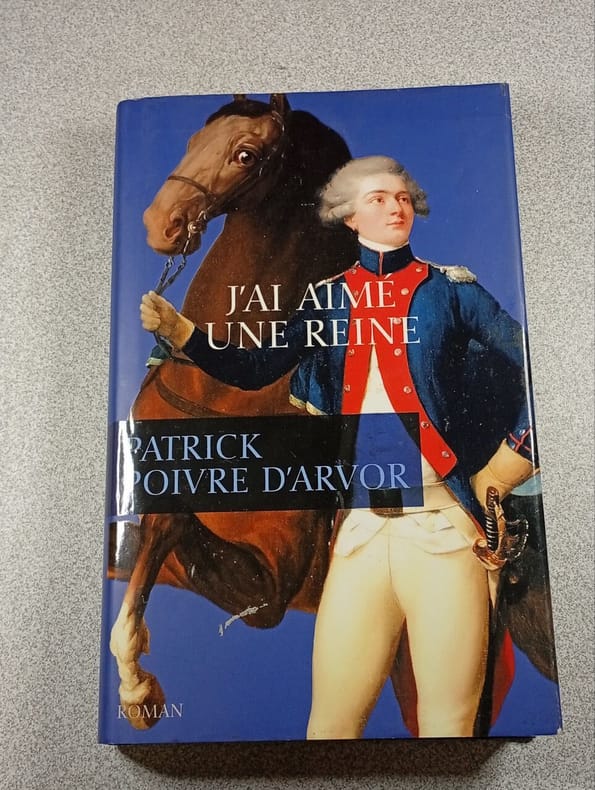 J'AI AIMÉ
UNE REINE
PATRICK
POIVRE D'ARVOR
ROMAN